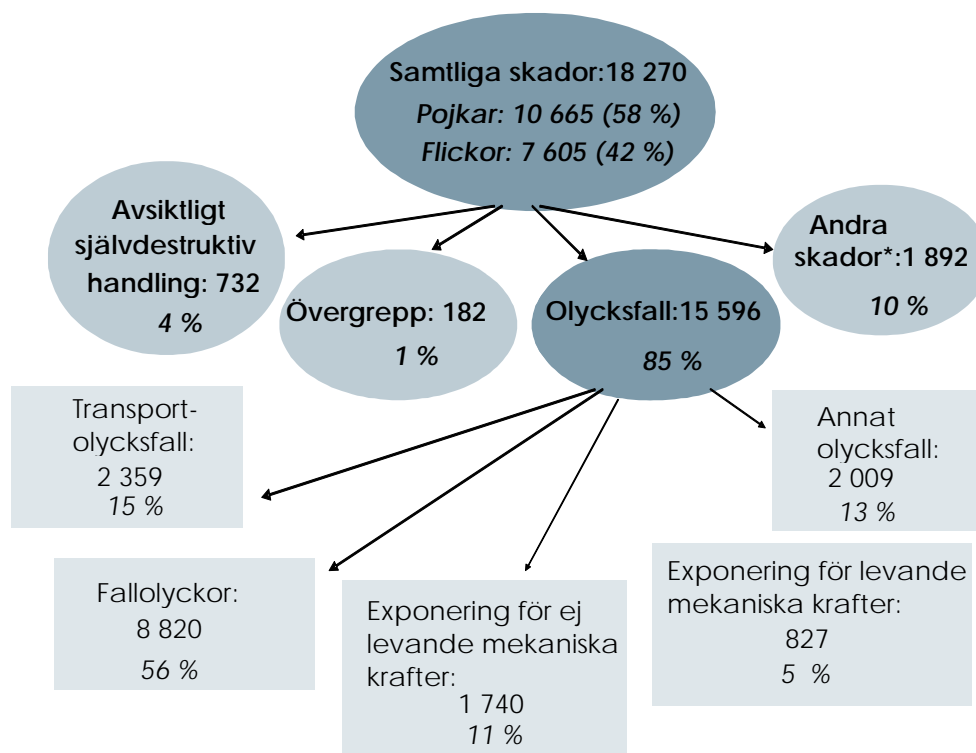 Samtliga skador:18 270
Pojkar: 10 665 (58 %)
Flickor: 7 605 (42 %)
Avsiktligt
självdestruktiv
handling: 732
4 %
Övergrepp: 182
1 %
Olycksfall:15 596
85 %
Andra
skador*:1 892
10 %
Transport-
olycksfall:
2 359
15 %
Annat
olycksfall:
2 009
13 %
Fallolyckor:
8 820
56 %
Exponering för ej
levande mekaniska
krafter:
1 740
11 %
Exponering för levande
mekaniska krafter:
827
5 %